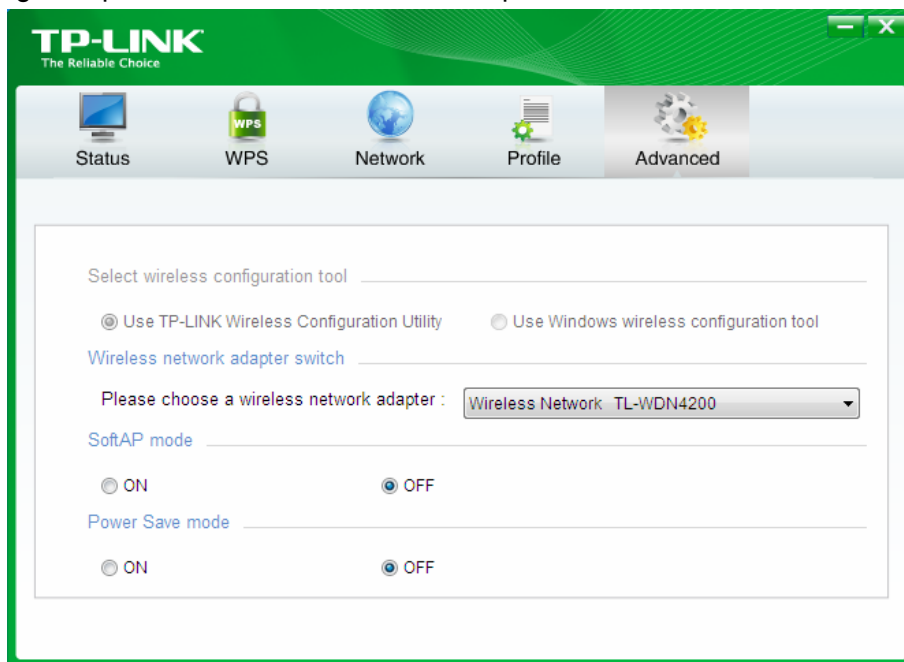 TP-LINK
The Reliable Choice
WPS
Status WPS Network Profile Advanced
Select wireless configuration tool
Use TP-LINK Wireless Configuration Utility Use Windows wireless configuration tool
Wireless network adapter switch
Please choose a wireless network adapter : Wireless Network TL-WDN4200
SoftAP mode
ON OFF
Power Save mode
ON OFF